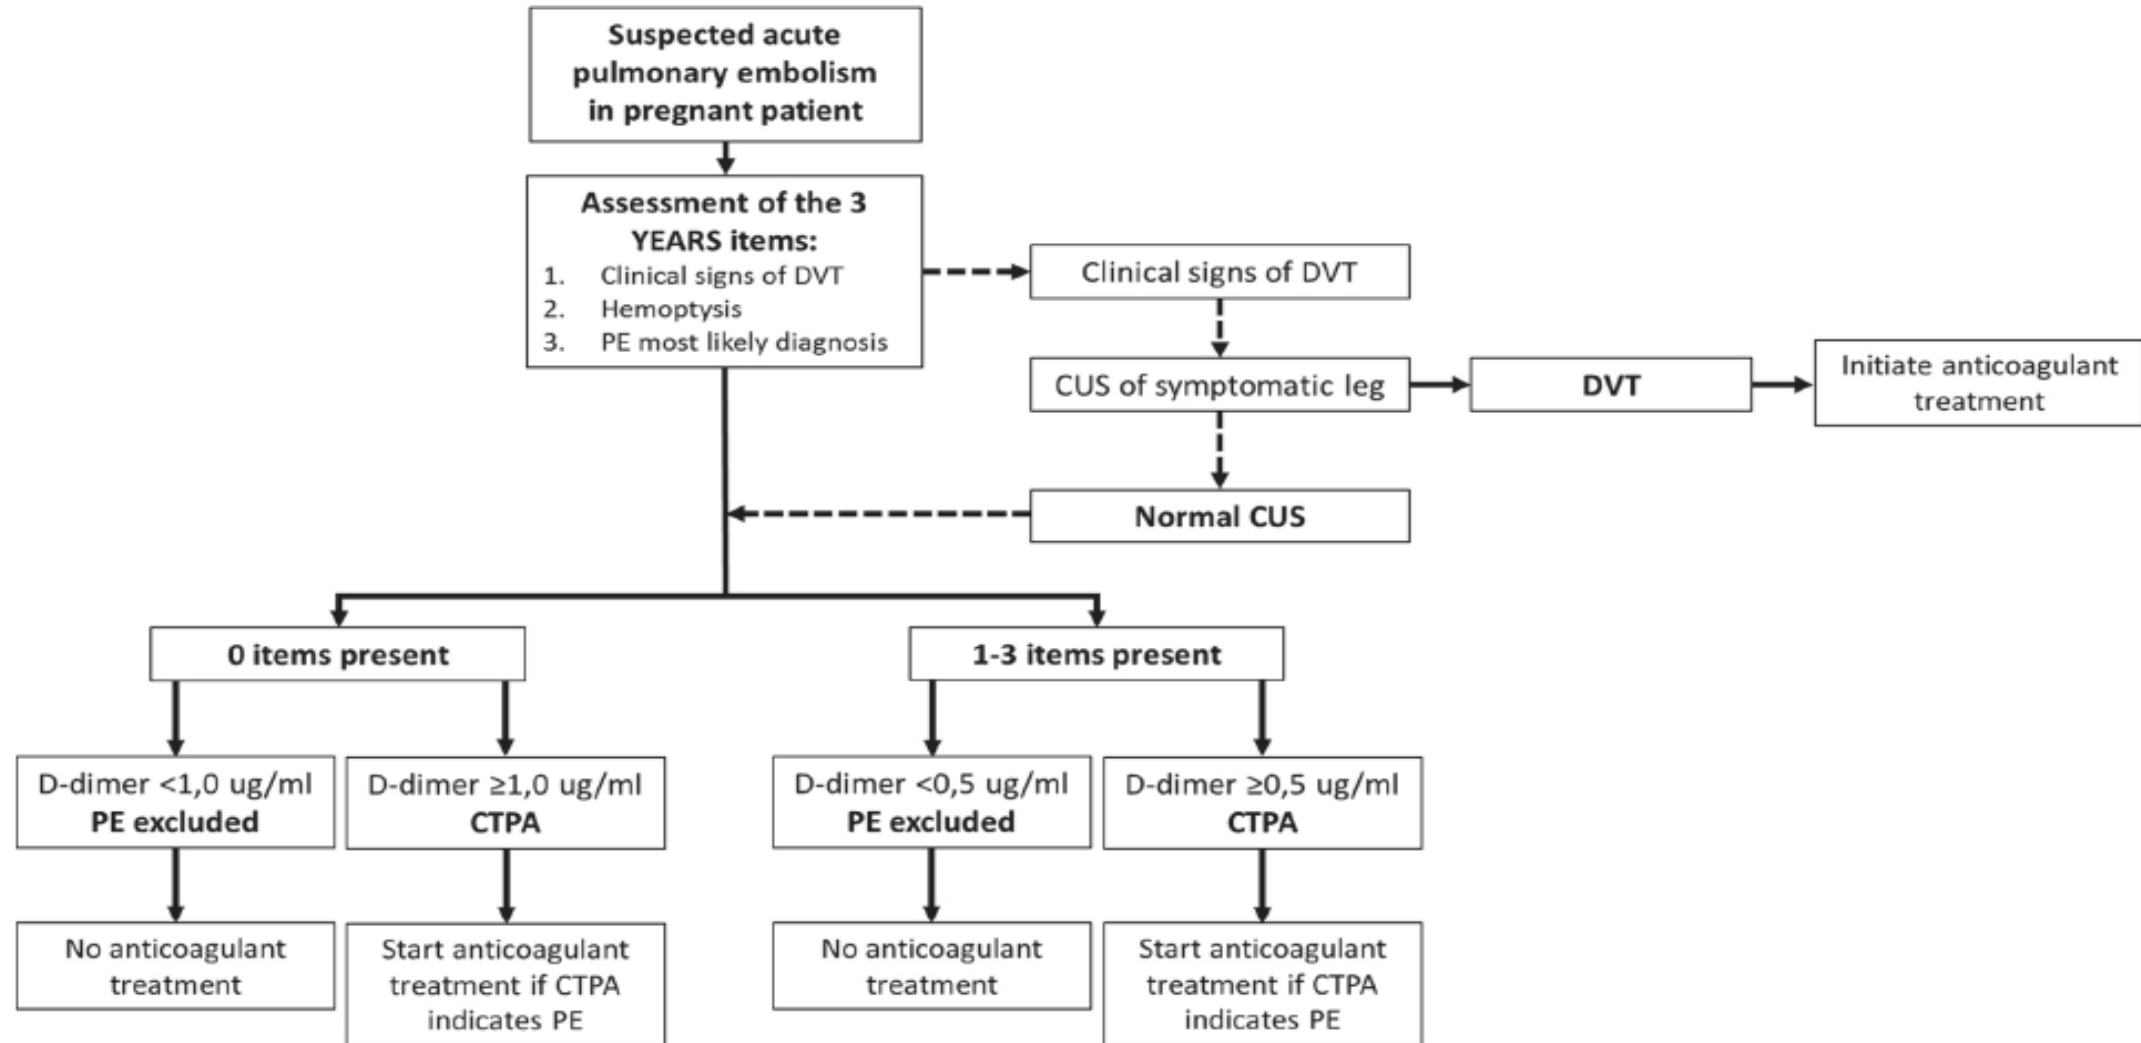 Suspected acute
pulmonary embolism
in pregnant patient
Assessment of the 3
YEARS items:
1. Clinical signs of DVT
2. Hemoptysis
3. PE most likely diagnosis
Clinical signs of DVT
CUS of symptomatic leg
DVT
Initiate anticoagulant
treatment
Normal CUS
0 items present
1-3 items present
D-dimer <1,0 ug/ml
PE excluded
D-dimer ≥1,0 ug/ml
CTPA
D-dimer <0,5 ug/ml
PE excluded
D-dimer ≥0,5 ug/ml
CTPA
No anticoagulant
treatment
Start anticoagulant
treatment if CTPA
indicates PE
No anticoagulant
treatment
Start anticoagulant
treatment if CTPA
indicates PE